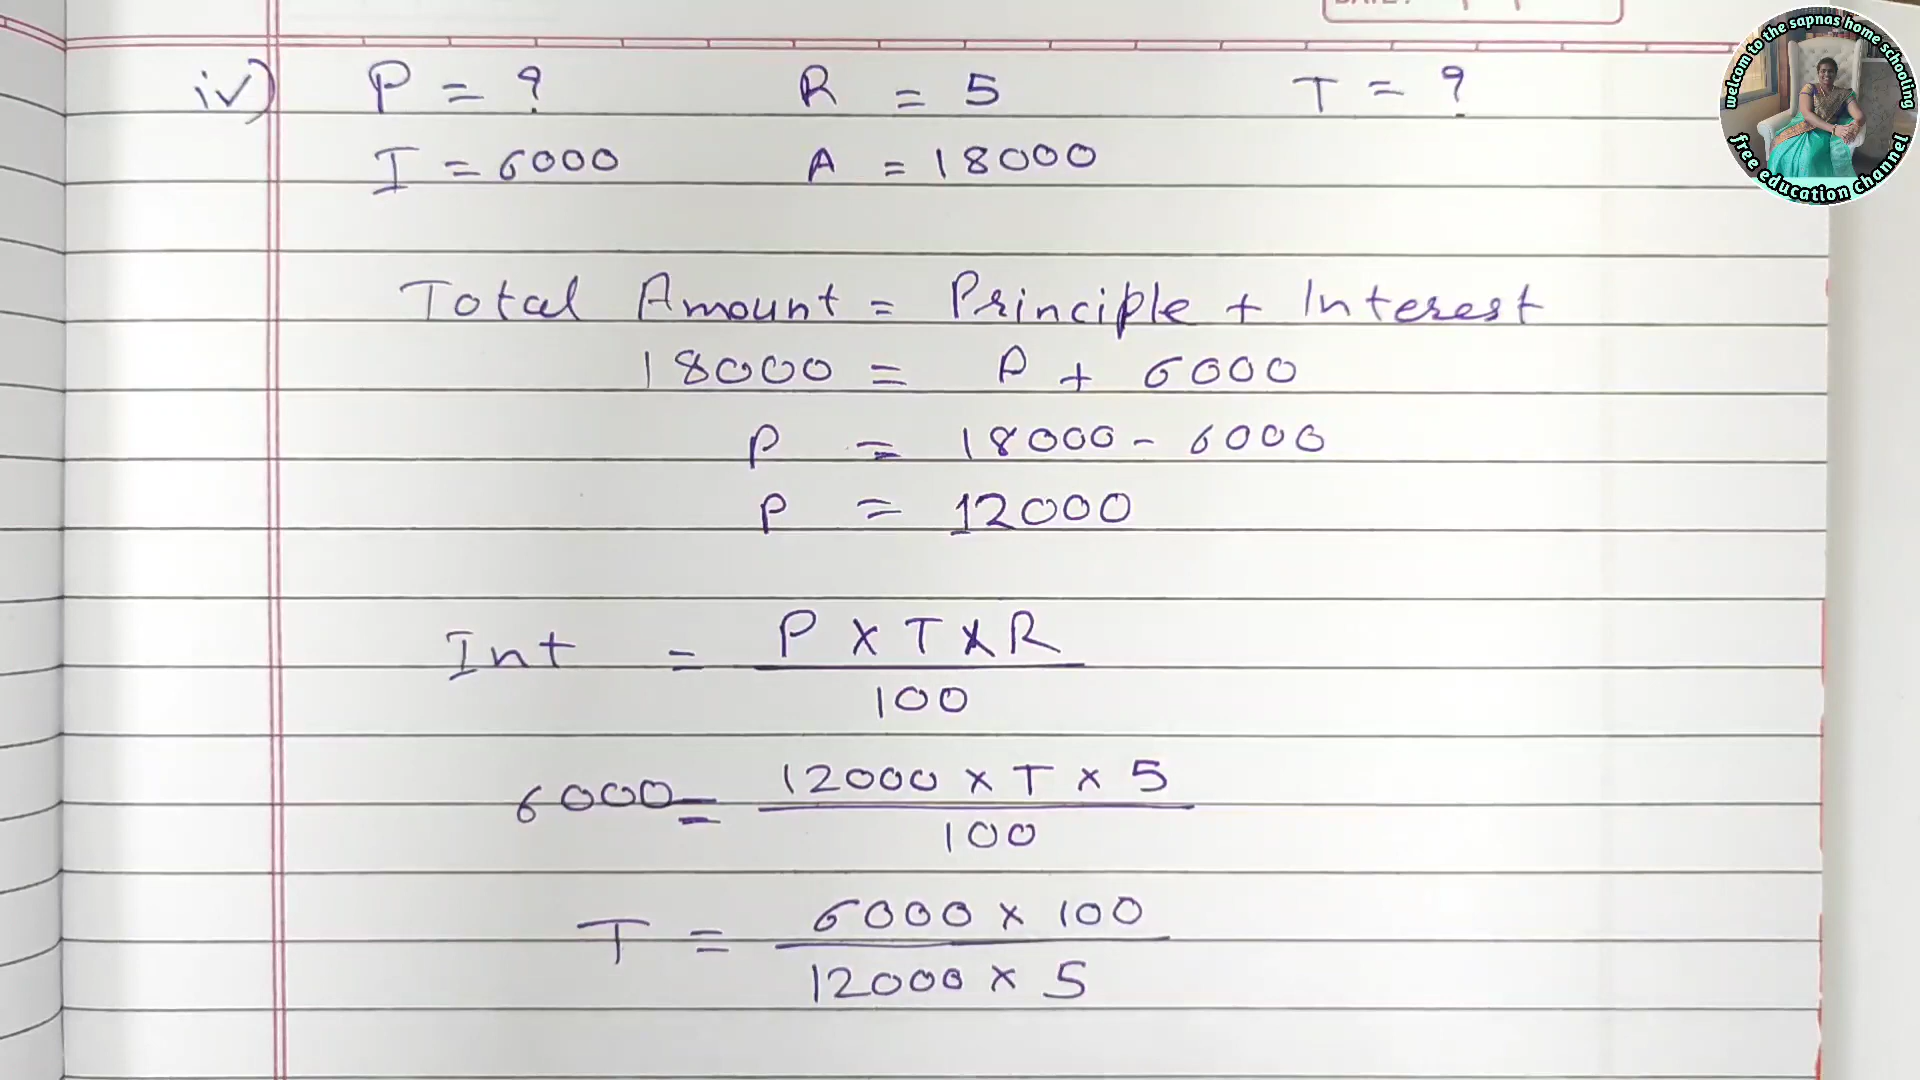 iv) P = ? R = 5 T = ?
I = 6000 A = 18000
Total Amount = Principle + Interest
18000 = P + 6000
P = 18000 - 6000
P = 12000
Int = P x T x R
100
6000 = 12000 x T x 5
100
T = 6000 x 100
12000 x 5
welcom to the sapnas home schooling
free education channel